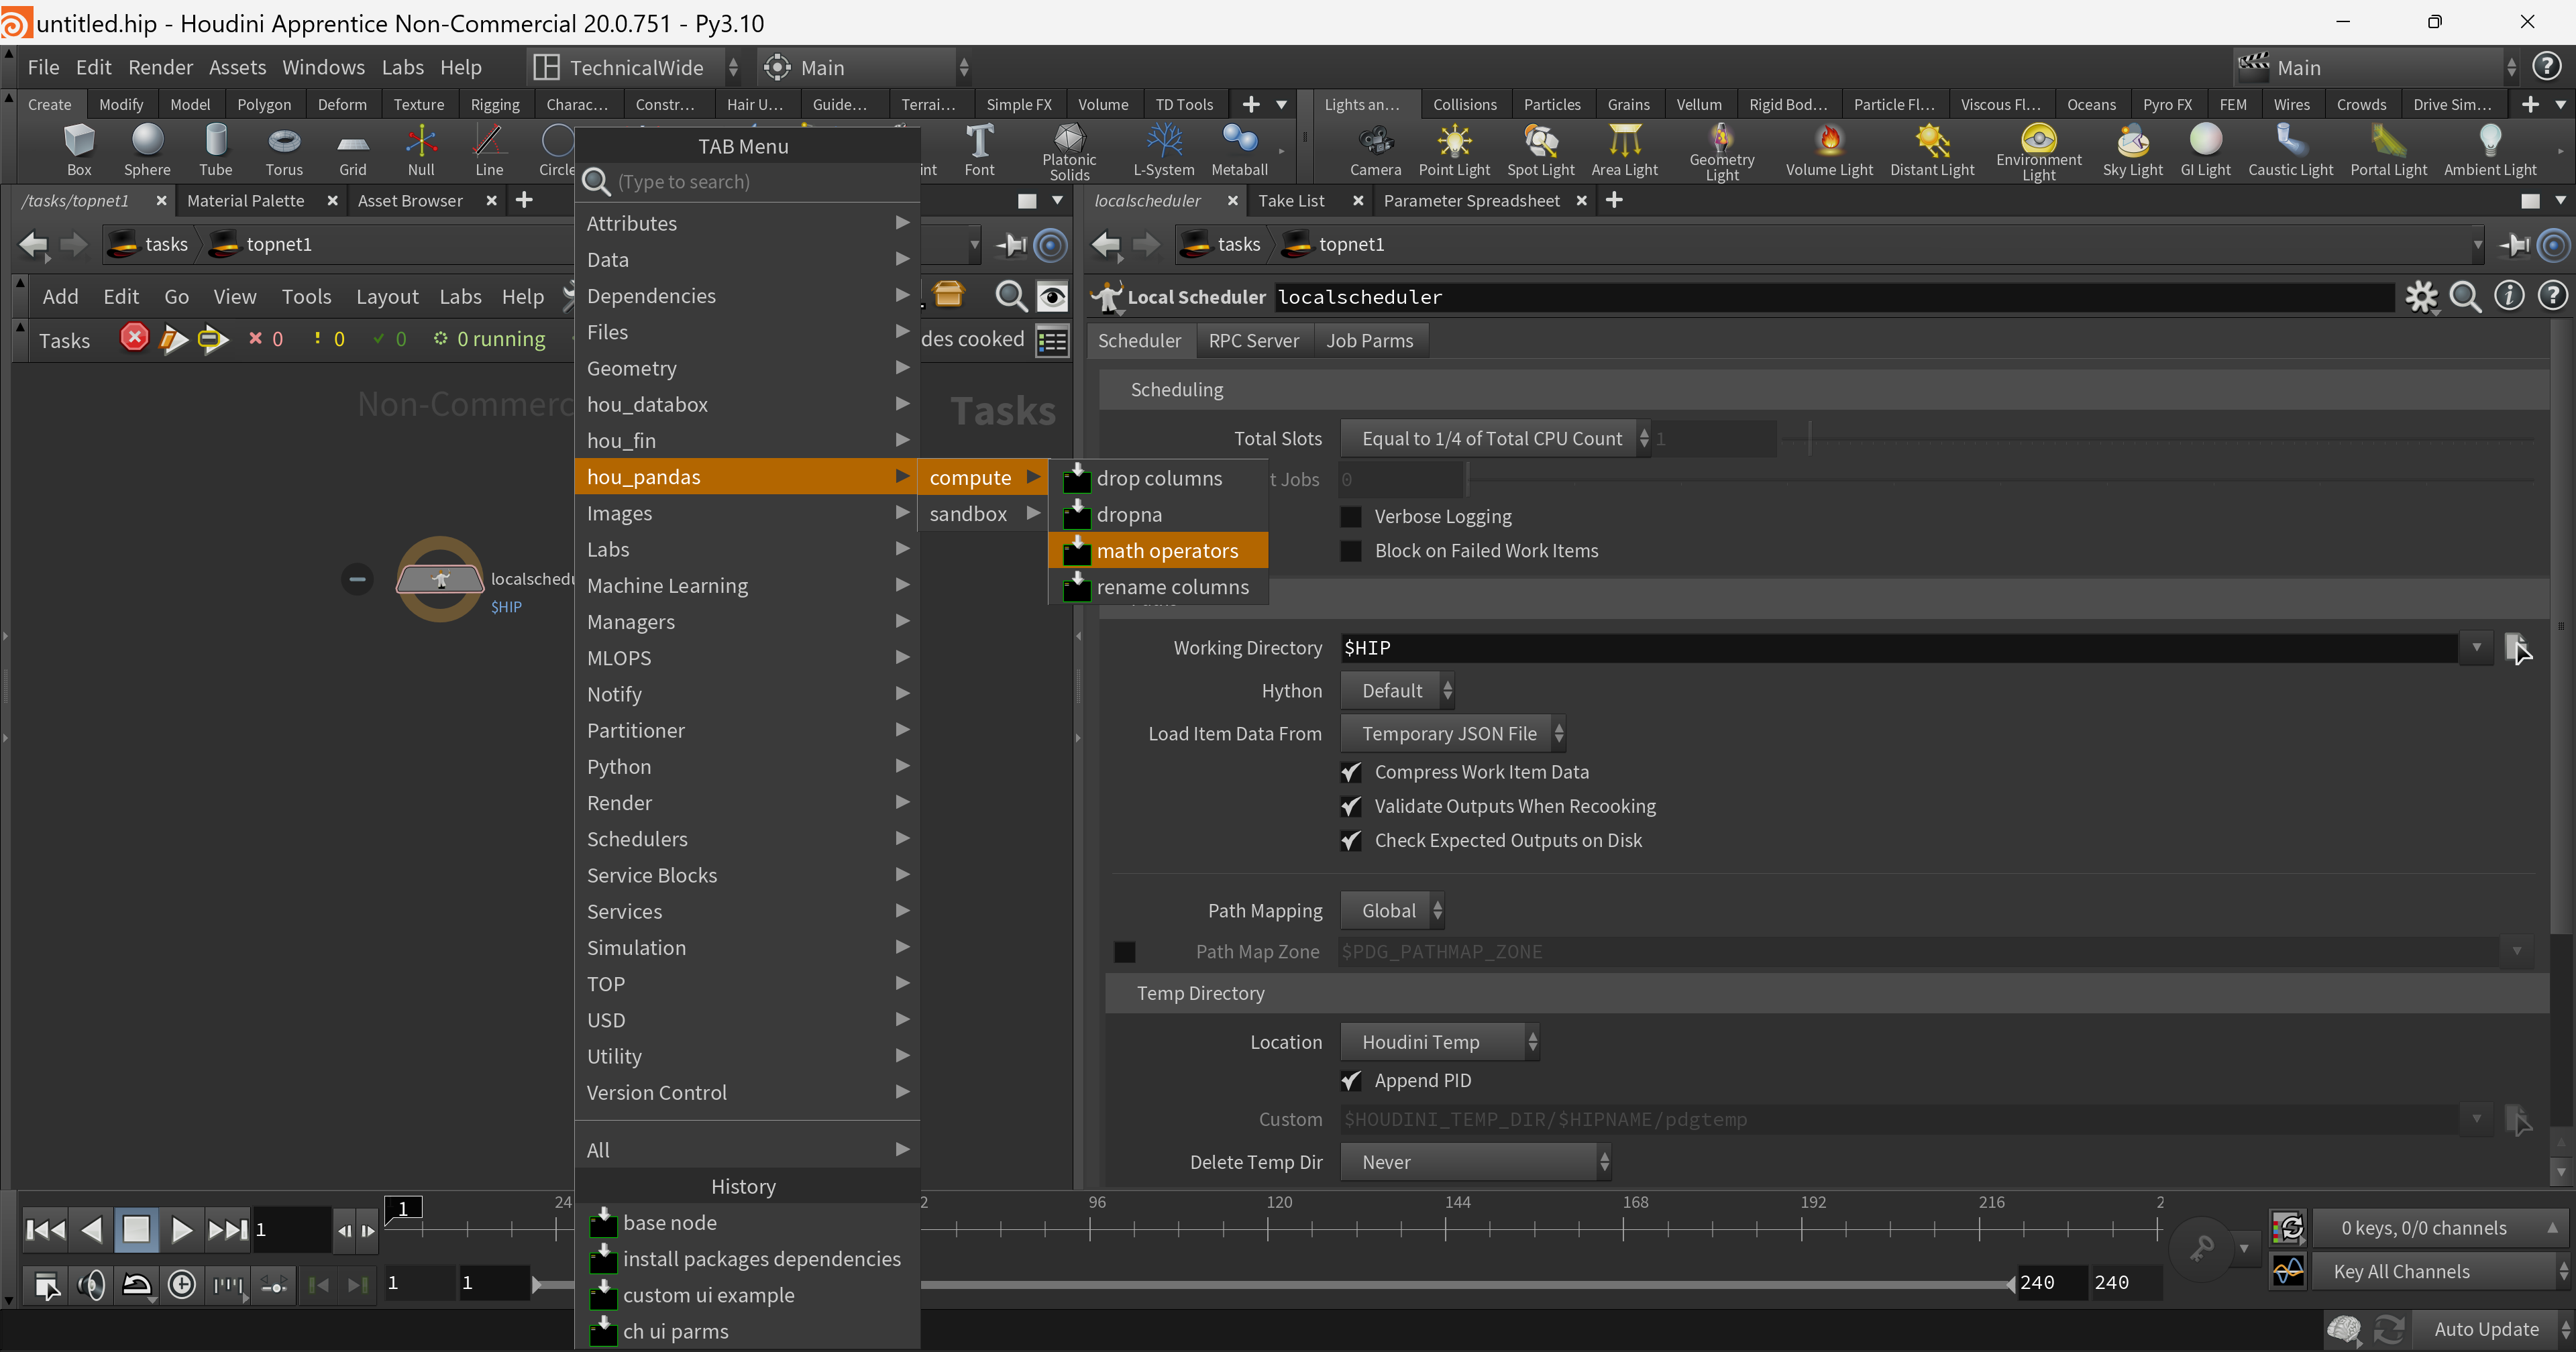 untitled.hip - Houdini Apprentice Non-Commercial 20.0.751 - Py3.10
File Edit Render Assets Windows Labs Help TechnicalWide Main Main
Create Modify Model Polygon Deform Texture Rigging Charac... Constr... Hair U... Guide... Terrai... Simple FX Volume TD Tools Lights an... Collisions Particles Grains Vellum Rigid Bod... Particle Fl... Viscous Fl... Oceans Pyro FX FEM Wires Crowds Drive Sim...
Box Sphere Tube Torus Grid Null Line Circle Font Platonic Solids L-System Metaball Camera Point Light Spot Light Area Light Geometry Light Volume Light Distant Light Environment Light Sky Light GI Light Caustic Light Portal Light Ambient Light
/tasks/topnet1 Material Palette Asset Browser
tasks topnet1
Add Edit Go View Tools Layout Labs Help
Tasks 0 0 0 0 running des cooked
Non-Commerc
Tasks
localschedu
$HIP
TAB Menu
(Type to search)
Attributes
Data
Dependencies
Files
Geometry
hou_databox
hou_fin
hou_pandas
Images
Labs
Machine Learning
Managers
MLOPS
Notify
Partitioner
Python
Render
Schedulers
Service Blocks
Services
Simulation
TOP
USD
Utility
Version Control
All
History
base node
install packages dependencies
custom ui example
ch ui parms
compute
sandbox
drop columns
dropna
math operators
rename columns
localscheduler Take List Parameter Spreadsheet
tasks topnet1
Local Scheduler localscheduler
Scheduler RPC Server Job Parms
Scheduling
Total Slots Equal to 1/4 of Total CPU Count 1
t Jobs 0
Verbose Logging
Block on Failed Work Items
Working Directory $HIP
Hython Default
Load Item Data From Temporary JSON File
Compress Work Item Data
Validate Outputs When Recooking
Check Expected Outputs on Disk
Path Mapping Global
Path Map Zone $PDG_PATHMAP_ZONE
Temp Directory
Location Houdini Temp
Append PID
Custom $HOUDINI_TEMP_DIR/$HIPNAME/pdgtemp
Delete Temp Dir Never
1 1 24 2 96 120 144 168 192 216 2
0 keys, 0/0 channels
1 1 240 240
Key All Channels
Auto Update